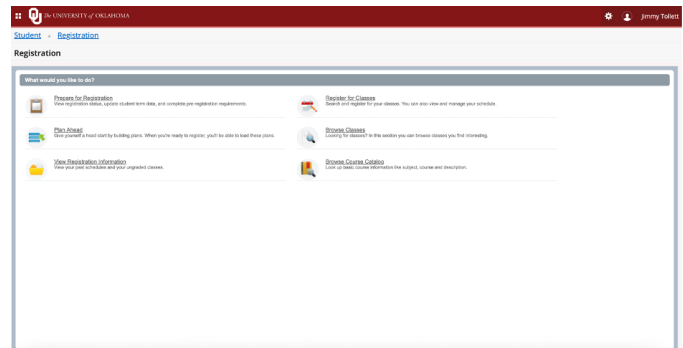 The UNIVERSITY of OKLAHOMA
Jimmy Tollett
Student
Registration
Registration
What would you like to do?
Prepare for Registration
View registration status, update student term data, and complete pre-registration requirements.
Register for Classes
Search and register for your classes. You can also view and manage your schedule.
Plan Ahead
Give yourself a head start by building plans. When you're ready to register, you'll be able to load these plans.
Browse Classes
Looking for classes? In this section you can browse classes you find interesting.
View Registration Information
View your past schedules and your ungraded classes.
Browse Course Catalog
Look up basic course information like subject, course and description.